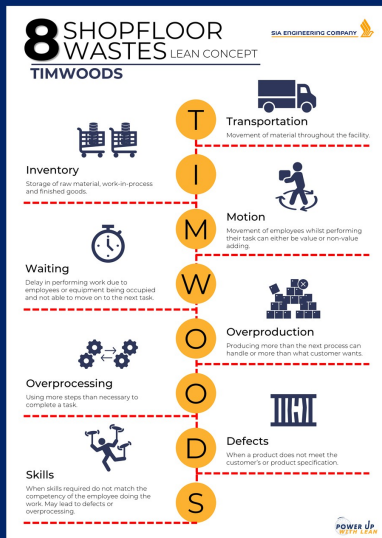 8 SHOPFLOOR
WASTES LEAN CONCEPT
TIMWOODS
SIA ENGINEERING COMPANY
T
Transportation
Movement of material throughout the facility.
I
Inventory
Storage of raw material, work-in-process
and finished goods.
M
Motion
Movement of employees whilst performing
their task can either be value or non-value
adding.
W
Waiting
Delay in performing work due to
employees or equipment being occupied
and not able to move on to the next task.
O
Overproduction
Producing more than the next process can
handle or more than what customer wants.
O
Overprocessing
Using more steps than necessary to
complete a task.
D
Defects
When a product does not meet the
customer's or product specification.
S
Skills
When skills required do not match the
competency of the employee doing the
work. May lead to defects or
overprocessing.
POWER UP
WITH LEAN